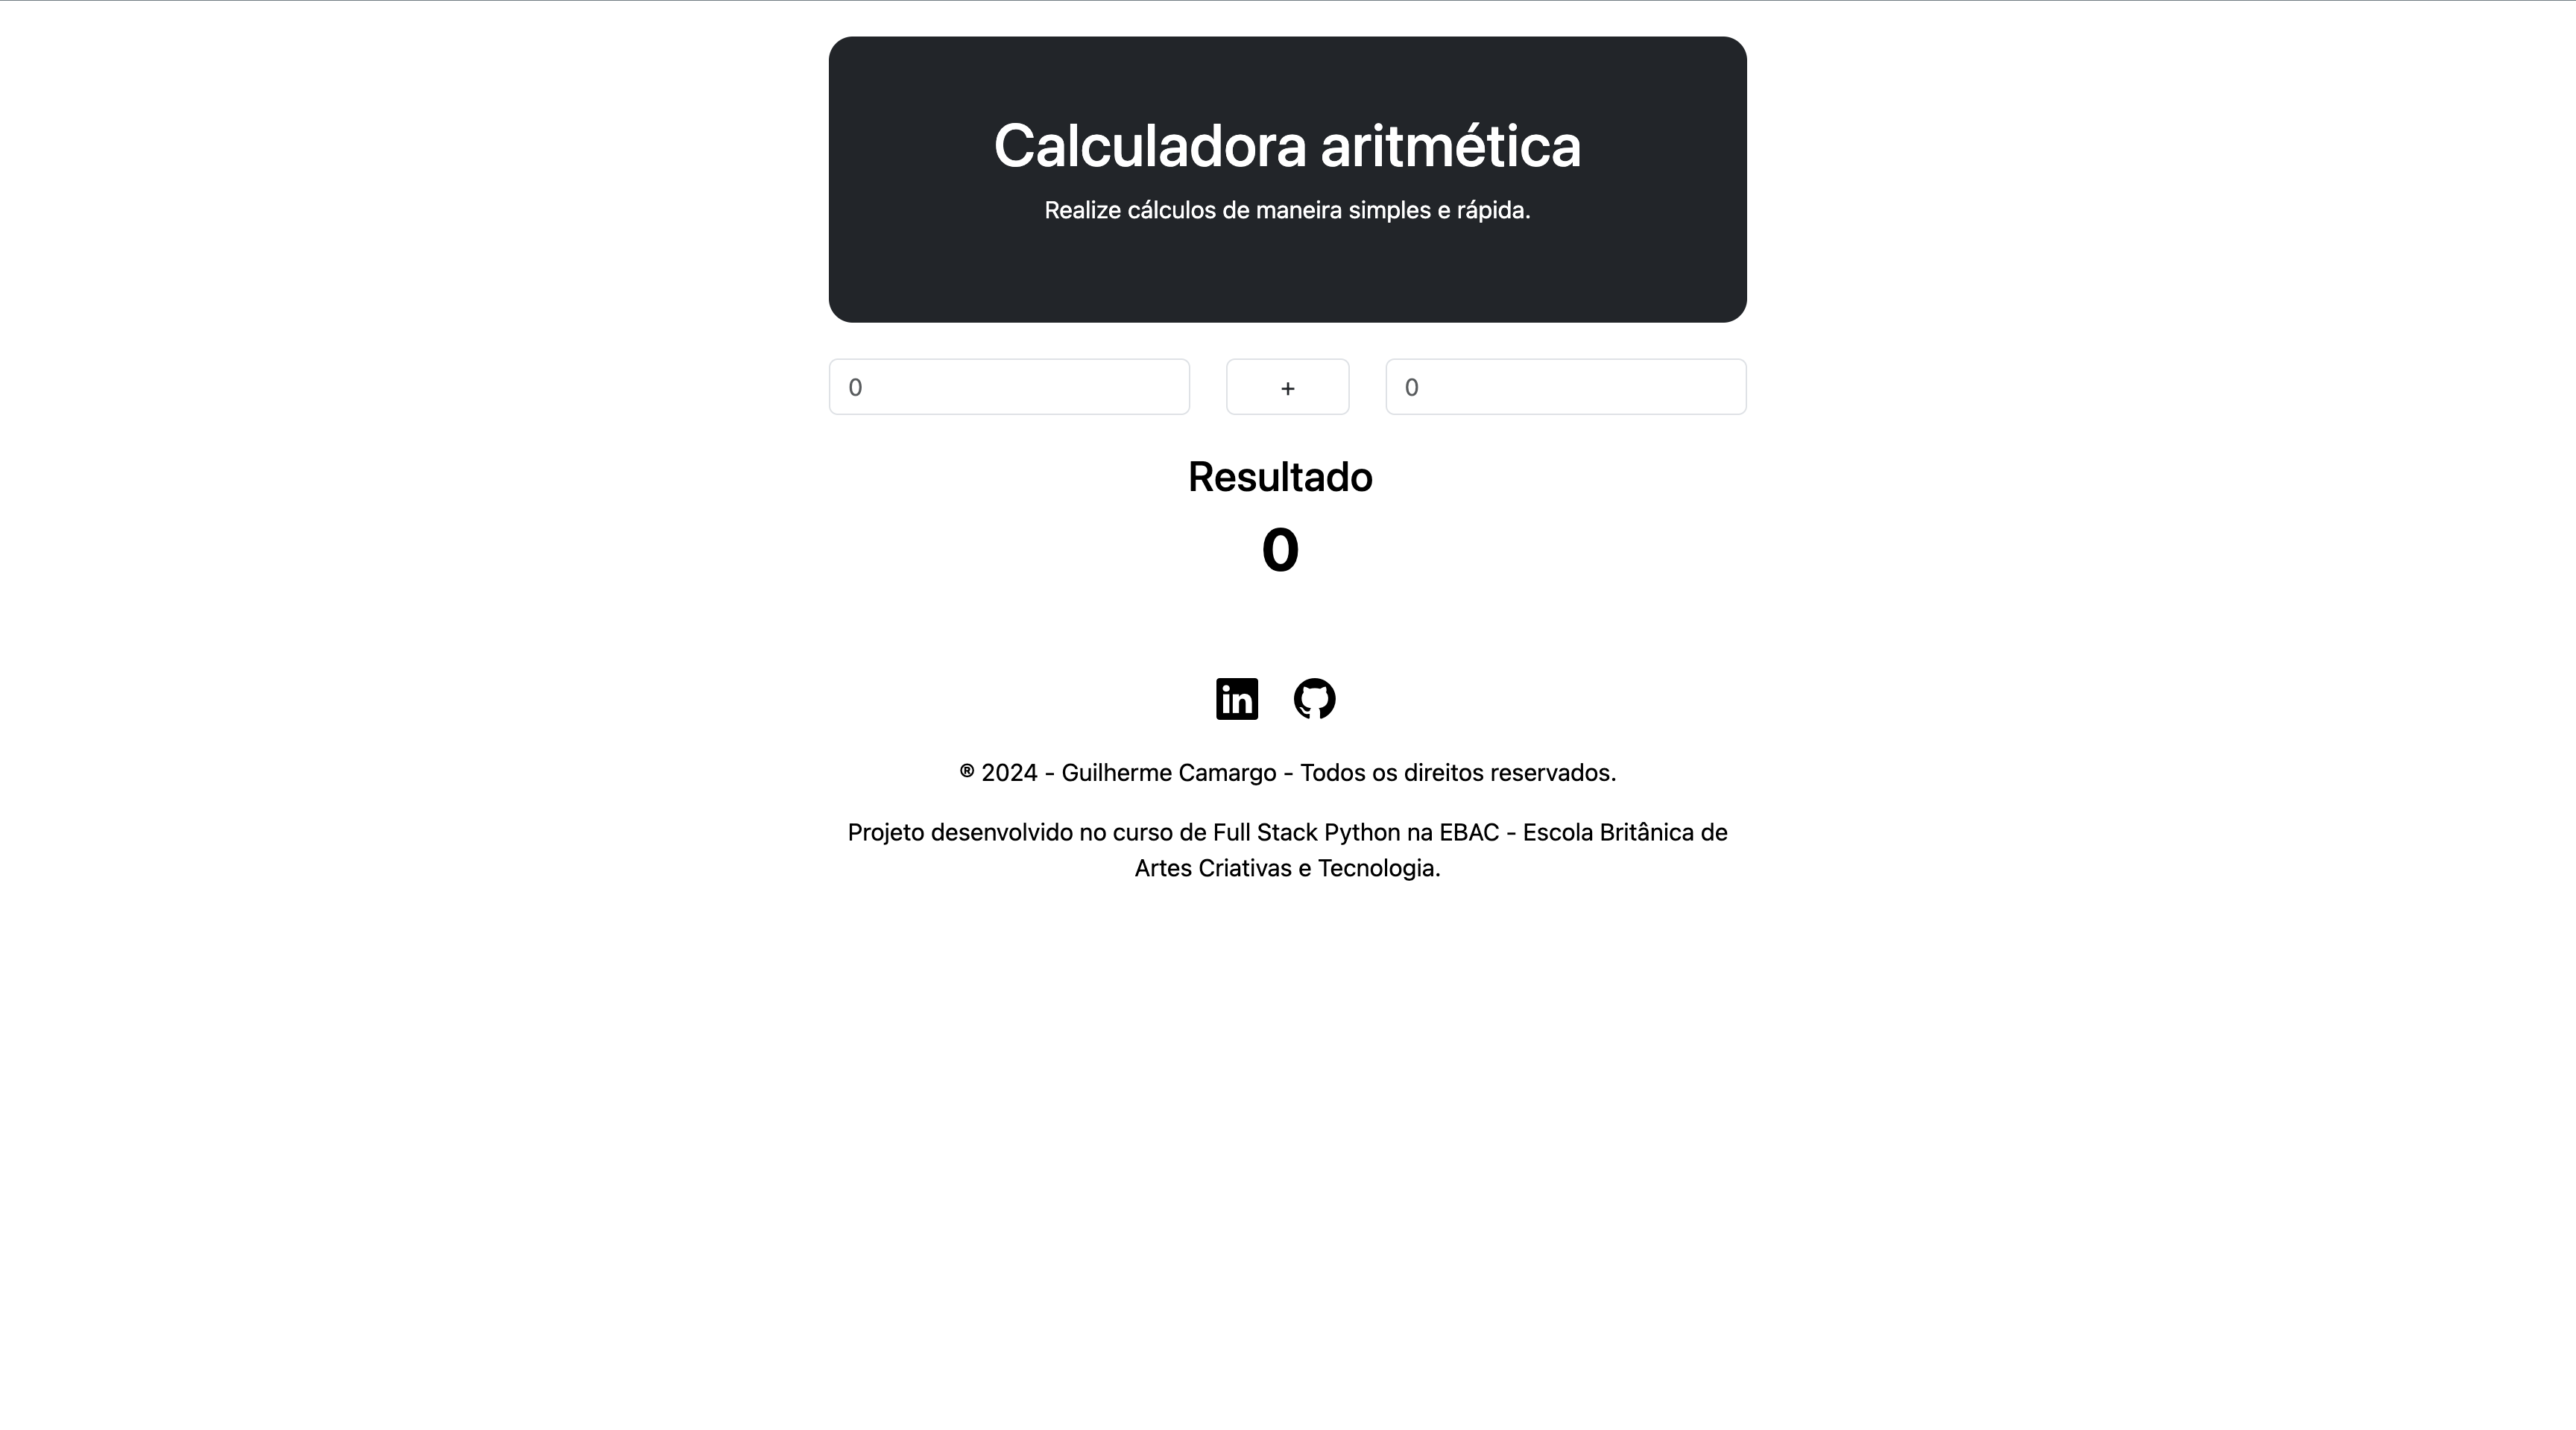 Calculadora aritmética
Realize cálculos de maneira simples e rápida.
0 + 0
Resultado
0
in
® 2024 - Guilherme Camargo - Todos os direitos reservados.
Projeto desenvolvido no curso de Full Stack Python na EBAC - Escola Britânica de
Artes Criativas e Tecnologia.